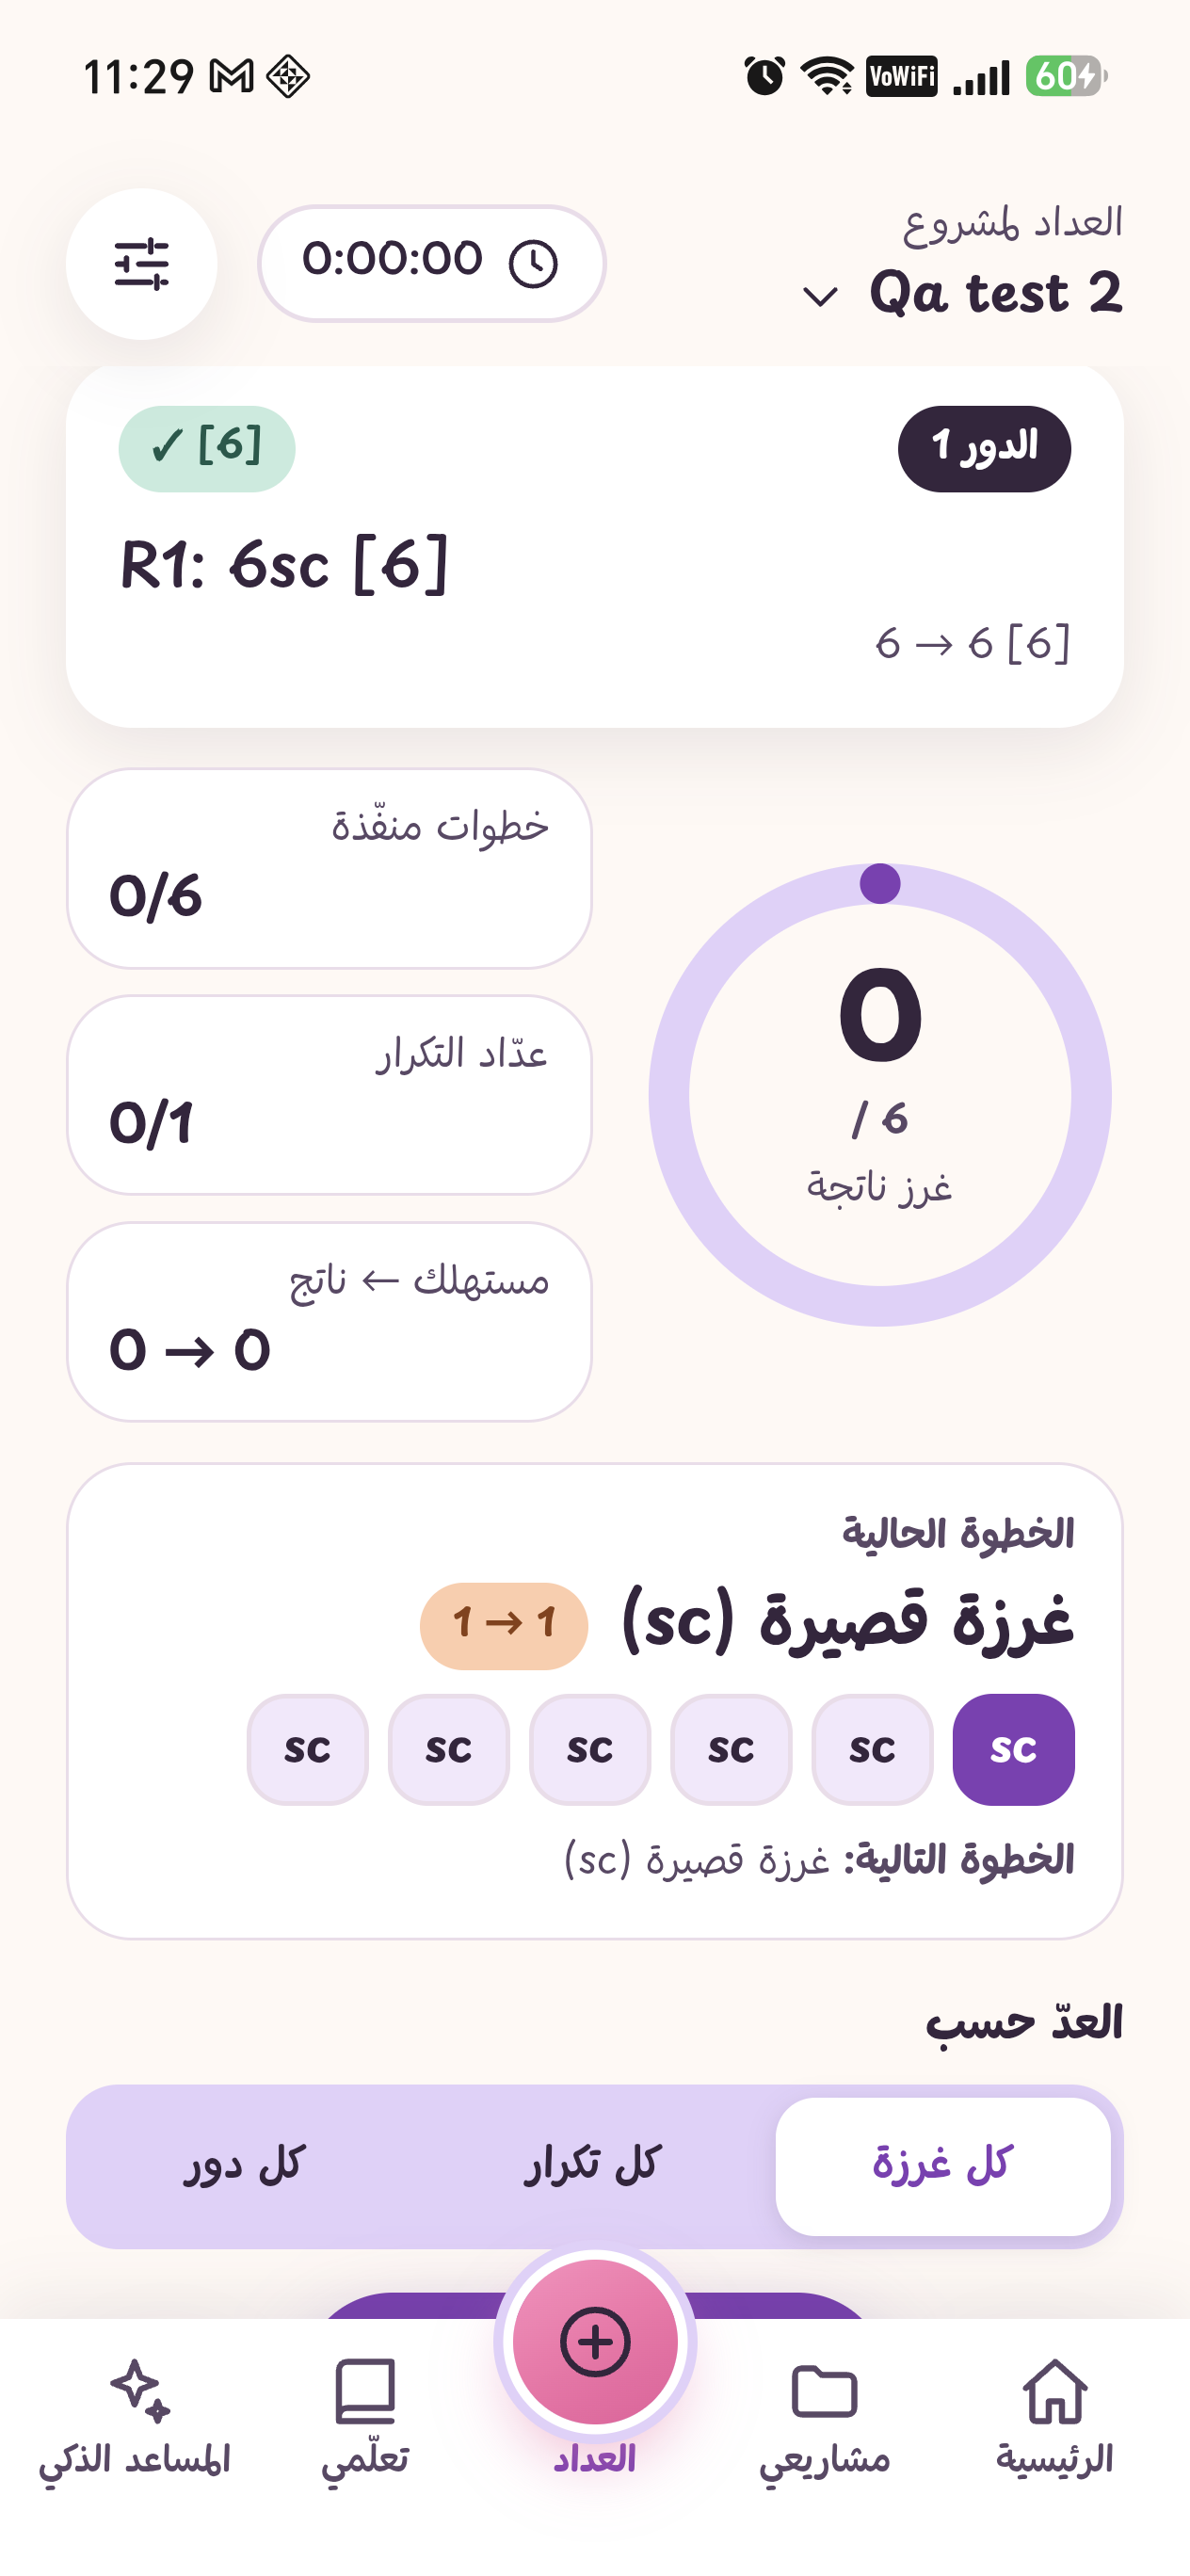 11:29 VoWiFi 60
العداد لمشروع
Qa test 2
0:00:00
الدور 1
[6] ✓
R1: 6sc [6]
6 → 6 [6]
خطوات منفّذة
0/6
عدّاد التكرار
0/1
مستهلك ← ناتج
0 → 0
0
/ 6
غرز ناتجة
الخطوة الحالية
غرزة قصيرة (sc) 1 → 1
sc sc sc sc sc sc
الخطوة التالية: غرزة قصيرة (sc)
العدّ حسب
كل غرزة
كل تكرار
كل دور
الرئيسية
مشاريعي
العداد
تعلّمي
المساعد الذكي